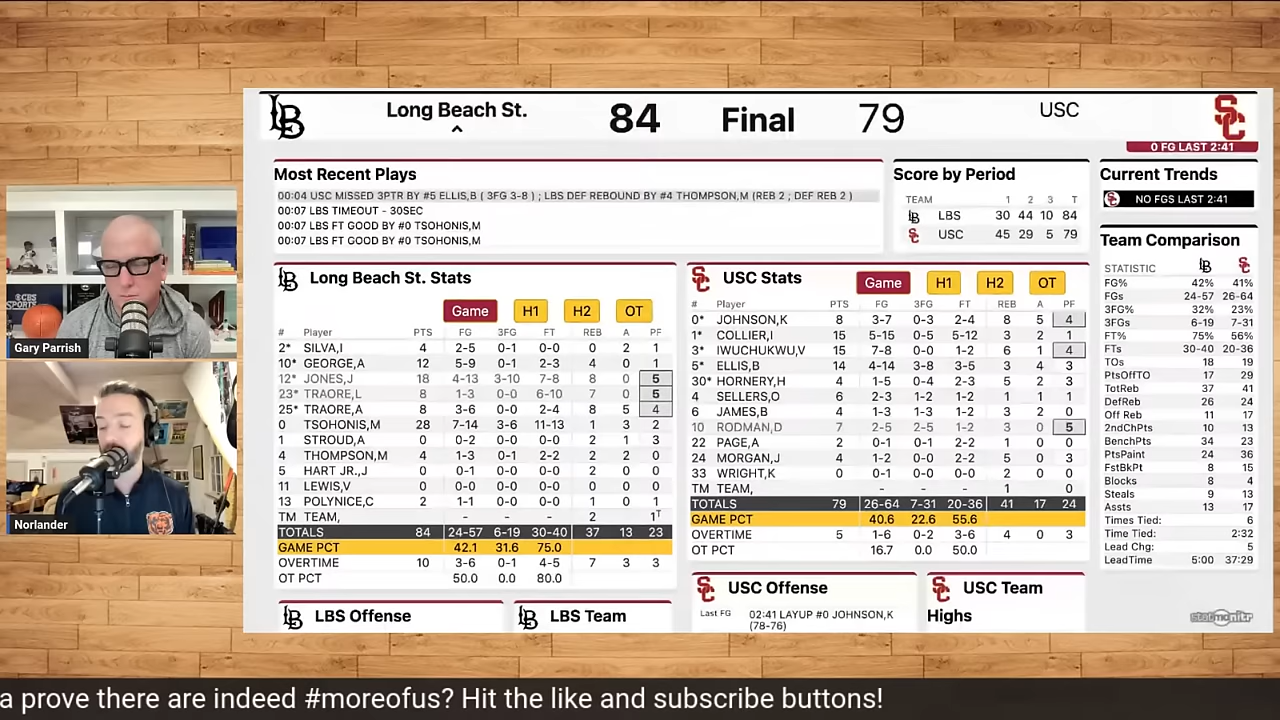 Long Beach St.
84
Final
79
USC
0 FG LAST 2:41
Most Recent Plays
00:04 USC MISSED 3PTR BY #5 ELLIS,B ( 3FG 3-8 ) ; LBS DEF REBOUND BY #4 THOMPSON,M (REB 2 ; DEF REB 2 )
00:07 LBS TIMEOUT - 30SEC
00:07 LBS FT GOOD BY #0 TSOHONIS,M
00:07 LBS FT GOOD BY #0 TSOHONIS,M
Score by Period
TEAM 1 2 3 T
LBS 30 44 10 84
USC 45 29 5 79
Current Trends
NO FGS LAST 2:41
Long Beach St. Stats
Game H1 H2 OT
# Player PTS FG 3FG FT REB A PF
2* SILVA,I 4 2-5 0-1 0-0 0 2 1
10* GEORGE,A 12 5-9 0-1 2-3 4 0 1
12* JONES,J 18 4-13 3-10 7-8 8 0 5
23* TRAORE,L 8 1-3 0-0 6-10 7 0 5
25* TRAORE,A 8 3-6 0-0 2-4 8 5 4
0 TSOHONIS,M 28 7-14 3-6 11-13 1 3 2
1 STROUD,A 0 0-2 0-0 0-0 2 1 3
4 THOMPSON,M 4 1-3 0-1 2-2 2 2 0
5 HART JR.,J 0 0-1 0-1 0-0 2 0 0
11 LEWIS,V 0 0-0 0-0 0-0 0 0 0
13 POLYNICE,C 2 1-1 0-0 0-0 1 0 1
TM TEAM, - - - 2 1T
TOTALS 84 24-57 6-19 30-40 37 13 23
GAME PCT 42.1 31.6 75.0
OVERTIME 10 3-6 0-1 4-5 7 3 3
OT PCT 50.0 0.0 80.0
USC Stats
Game H1 H2 OT
# Player PTS FG 3FG FT REB A PF
0* JOHNSON,K 8 3-7 0-3 2-4 8 5 4
1* COLLIER,I 15 5-15 0-5 5-12 3 2 1
3* IWUCHUKWU,V 15 7-8 0-0 1-2 6 1 4
5* ELLIS,B 14 4-14 3-8 3-5 3 4 3
30* HORNERY,H 4 1-5 0-4 2-3 5 2 3
4 SELLERS,O 6 2-3 1-2 1-2 1 1 1
6 JAMES,B 4 1-3 1-3 1-2 3 2 0
10 RODMAN,D 7 2-5 2-5 1-2 3 0 5
22 PAGE,A 2 0-1 0-1 2-2 1 0 0
24 MORGAN,J 4 1-2 0-0 2-2 5 0 3
33 WRIGHT,K 0 0-1 0-0 0-0 2 0 0
TM TEAM, - - - 1 0
TOTALS 79 26-64 7-31 20-36 41 17 24
GAME PCT 40.6 22.6 55.6
OVERTIME 5 1-6 0-2 3-6 4 0 3
OT PCT 16.7 0.0 50.0
Team Comparison
STATISTIC
FG% 42% 41%
FGs 24-57 26-64
3FG% 32% 23%
3FGs 6-19 7-31
FT% 75% 56%
FTs 30-40 20-36
TOs 18 19
PtsOffTO 17 29
TotReb 37 41
DefReb 26 24
Off Reb 11 17
2ndChPts 10 13
BenchPts 34 23
PtsPaint 24 36
FstBkPt 8 15
Blocks 8 4
Steals 9 13
Assts 13 17
Times Tied: 6
Time Tied: 2:32
Lead Chg: 5
LeadTime 5:00 37:29
LBS Offense
LBS Team
USC Offense
Last FG 02:41 LAYUP #0 JOHNSON,K
(78-76)
USC Team
Highs
statmonitr
CBS
SPORTS
Gary Parrish
Norlander
a prove there are indeed #moreofus? Hit the like and subscribe buttons!